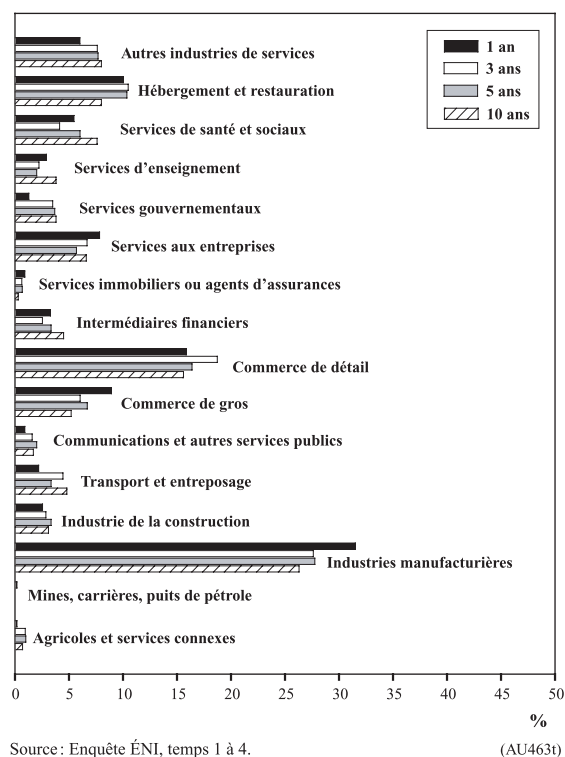 1 an
3 ans
5 ans
10 ans
Autres industries de services
Hébergement et restauration
Services de santé et sociaux
Services d’enseignement
Services gouvernementaux
Services aux entreprises
Services immobiliers ou agents d’assurances
Intermédiaires financiers
Commerce de détail
Commerce de gros
Communications et autres services publics
Transport et entreposage
Industrie de la construction
Industries manufacturières
Mines, carrières, puits de pétrole
Agricoles et services connexes
0 5 10 15 20 25 30 35 40 45 50
%
Source : Enquête ÉNI, temps 1 à 4. (AU463t)